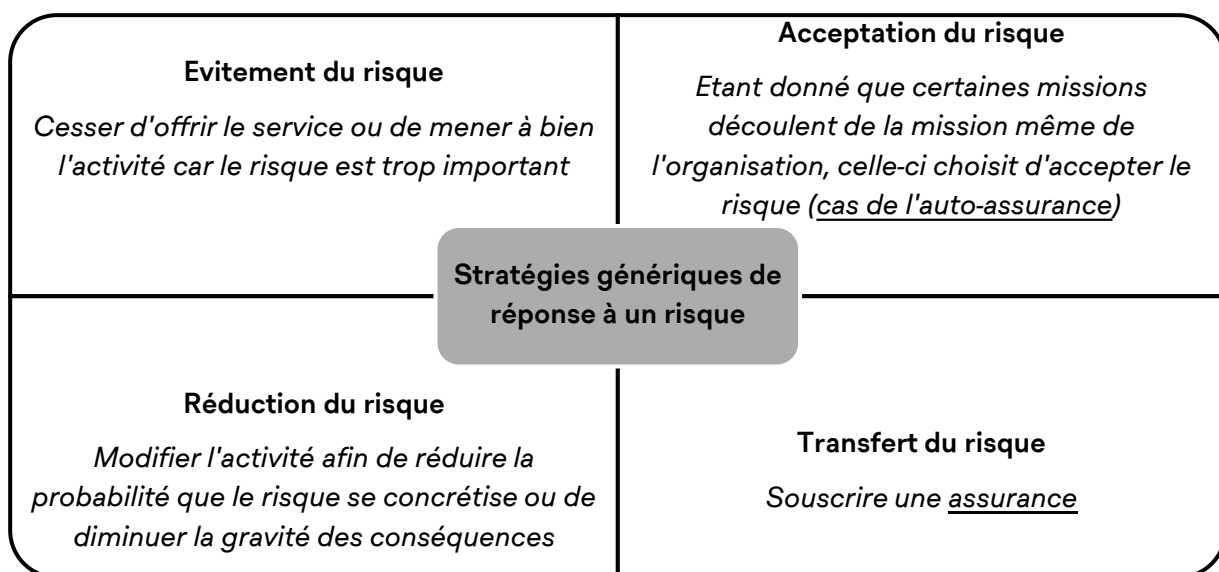 Evitement du risque
Cesser d'offrir le service ou de mener à bien
l'activité car le risque est trop important
Acceptation du risque
Etant donné que certaines missions
découlent de la mission même de
l'organisation, celle-ci choisit d'accepter le
risque (cas de l'auto-assurance)
Stratégies génériques de
réponse à un risque
Réduction du risque
Modifier l'activité afin de réduire la
probabilité que le risque se concrétise ou de
diminuer la gravité des conséquences
Transfert du risque
Souscrire une assurance